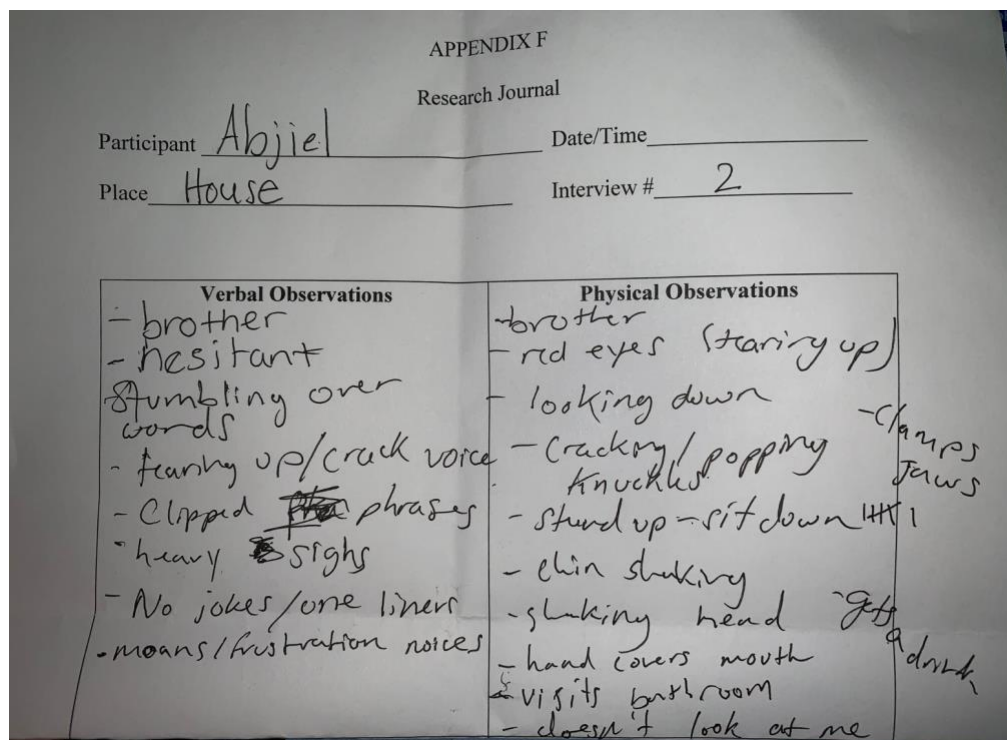 APPENDIX F
Research Journal
Participant Abjiel Date/Time
Place House Interview # 2
Verbal Observations
- brother
- hesitant
Stumbling over
words
- tearing up/crack voice
- Clipped phrases
- heavy sighs
- No jokes/one liners
- moans/frustration noices
Physical Observations
- brother
- red eyes (tearing up)
- looking down
- Cracking/popping
Knuckles
- Clamps
Jaws
- stand up - sit down
- chin shaking
- shaking head
- gets
a drink
- hand covers mouth
- visits bathroom
- doesn't look at me